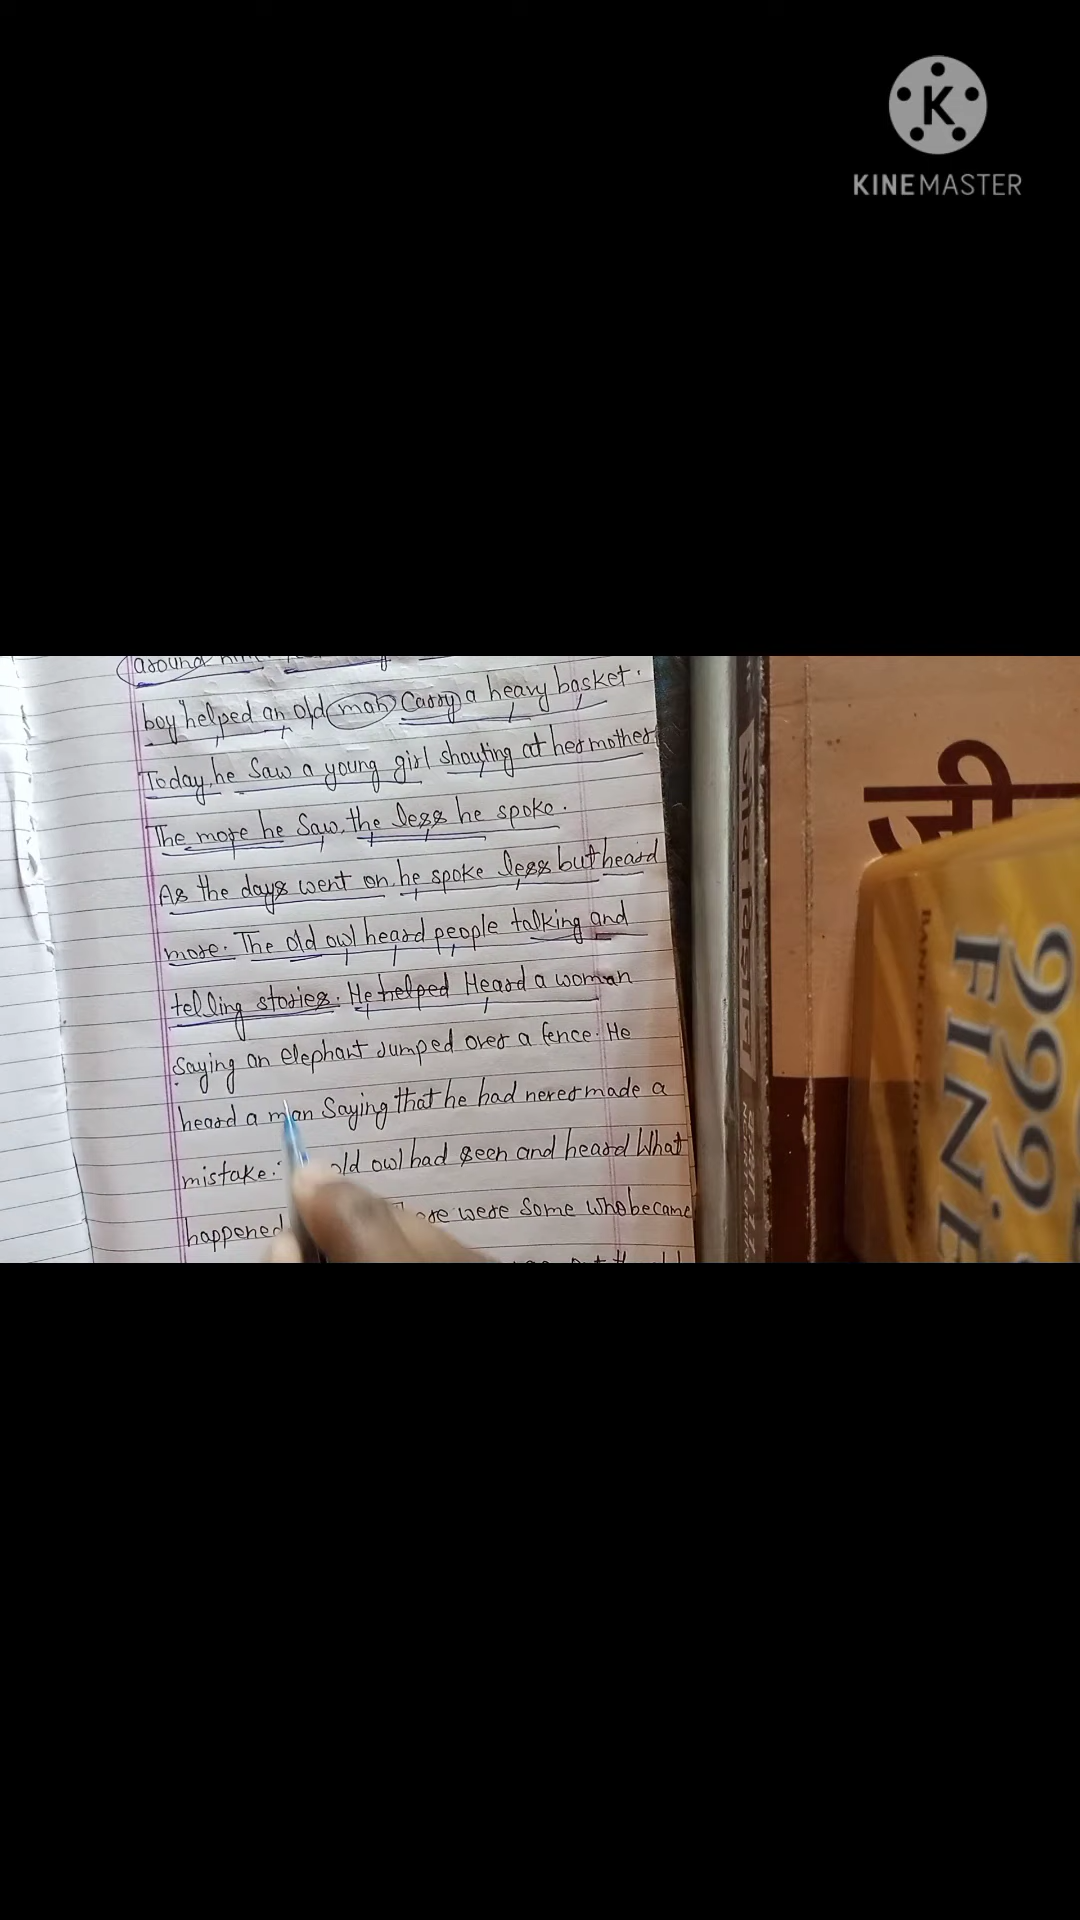 K
KINEMASTER
around him.
boy helped an old man Carry a heavy basket.
Today, he Saw a young girl shouting at her mother
The more he Saw, the less he spoke.
As the days went on, he spoke less but heard
more. The old owl heard people talking and
telling stories. He helped Heard a woman
Saying an elephant Jumped over a fence. He
heard a man Saying that he had never made a
mistake. old owl had seen and heard What
happened were Some who became
999.
FINE